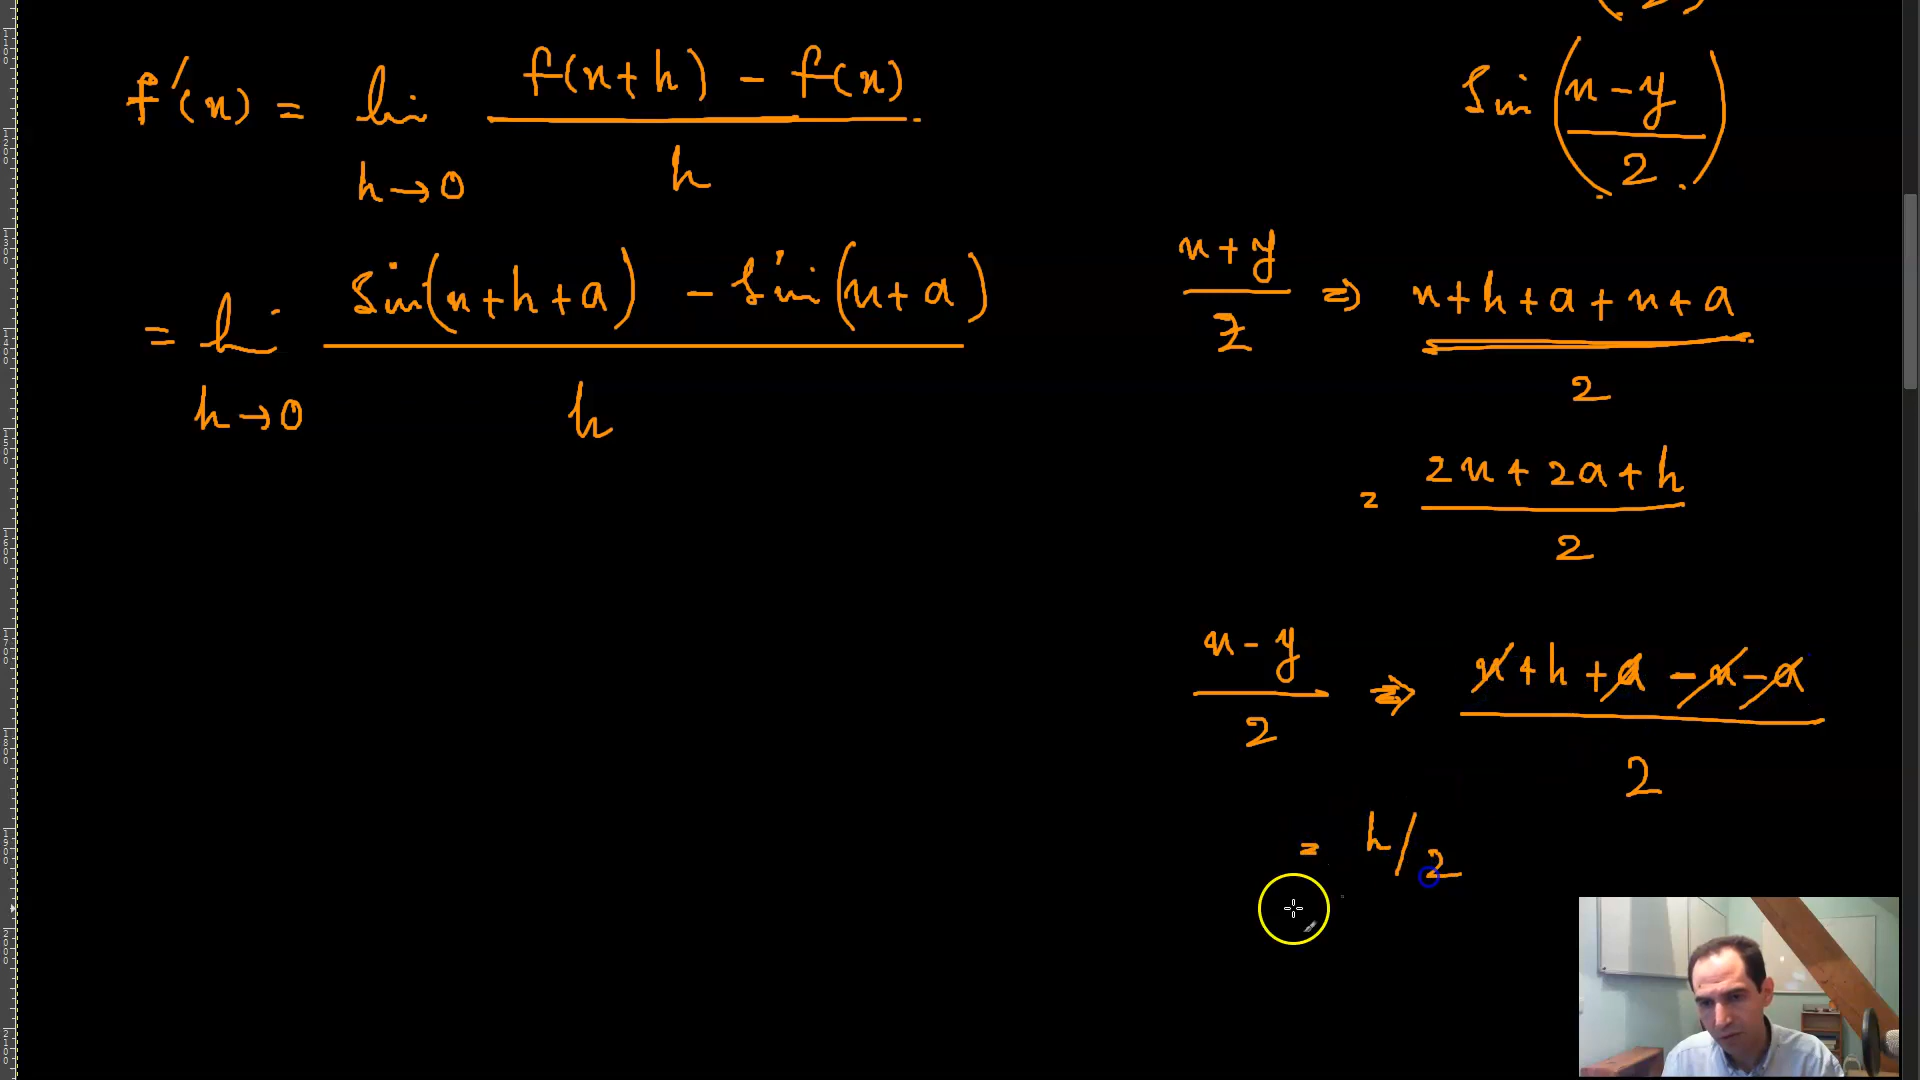 f'(x) = lim f(x+h) - f(x)
h→0 h
= lim sin(x+h+a) - sin(x+a)
h→0 h
sin(x-y
2)
x+y
2 ⇒ x+h+a+x+a
2
= 2x+2a+h
2
x-y
2 ⇒ x+h+a-x-a
2
= h/2